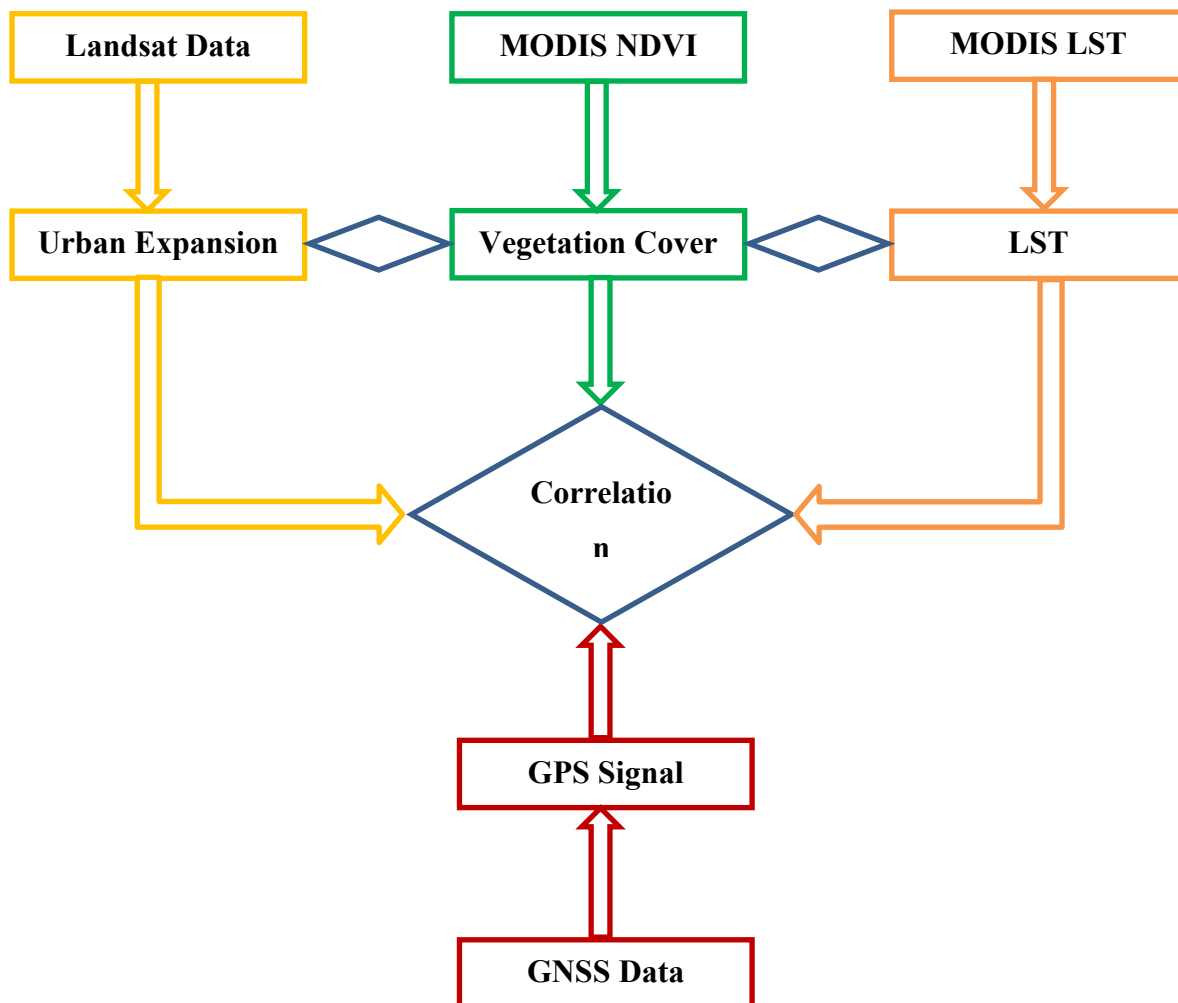 Landsat Data
MODIS NDVI
MODIS LST
Urban Expansion
Vegetation Cover
LST
Correlatio
n
GPS Signal
GNSS Data